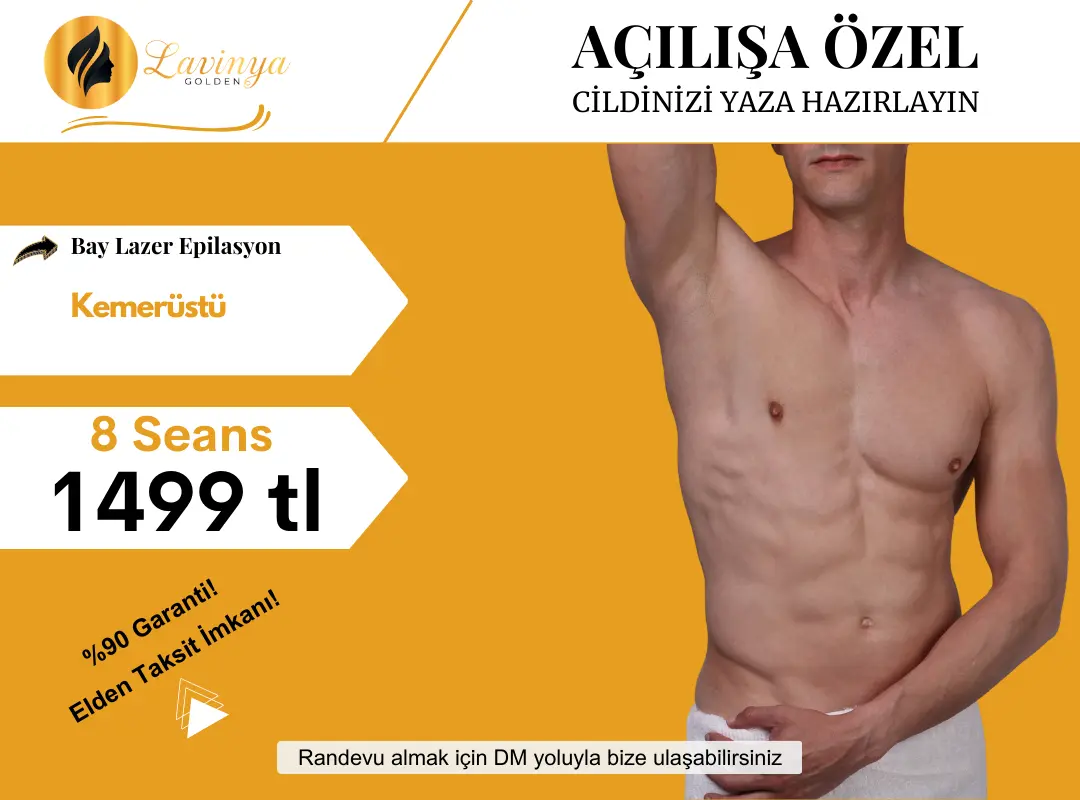 Lavinya
GOLDEN
AÇILIŞA ÖZEL
CİLDİNİZİ YAZA HAZIRLAYIN
Bay Lazer Epilasyon
Kemerüstü
8 Seans
1499 tl
%90 Garanti!
Elden Taksit İmkanı!
Randevu almak için DM yoluyla bize ulaşabilirsiniz